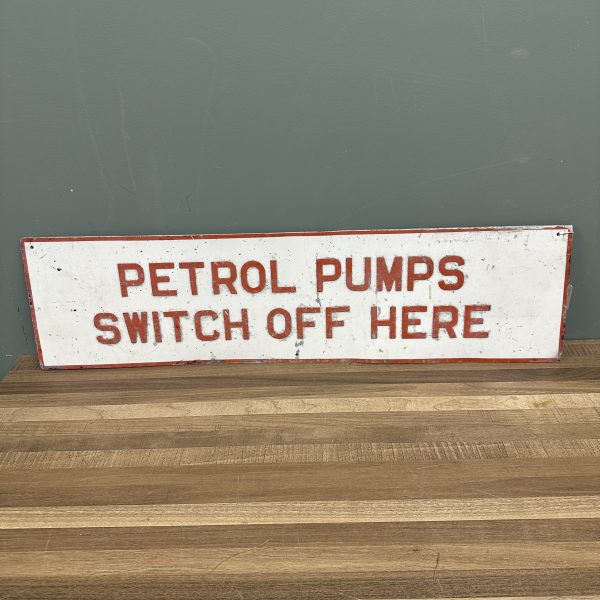 PETROL PUMPS
SWITCH OFF HERE